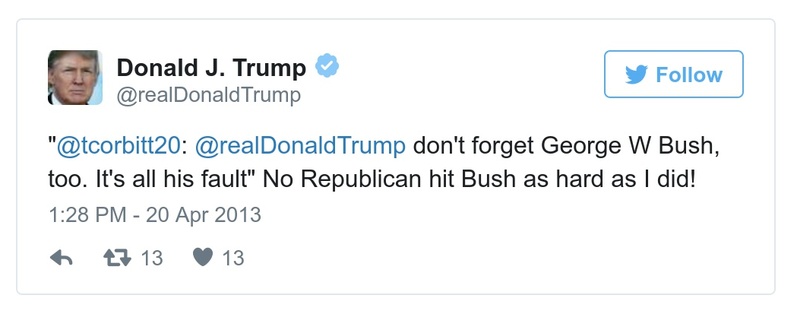 Donald J. Trump
@realDonaldTrump
Follow
"@tcorbitt20: @realDonaldTrump don't forget George W Bush,
too. It's all his fault" No Republican hit Bush as hard as I did!
1:28 PM - 20 Apr 2013
13 13